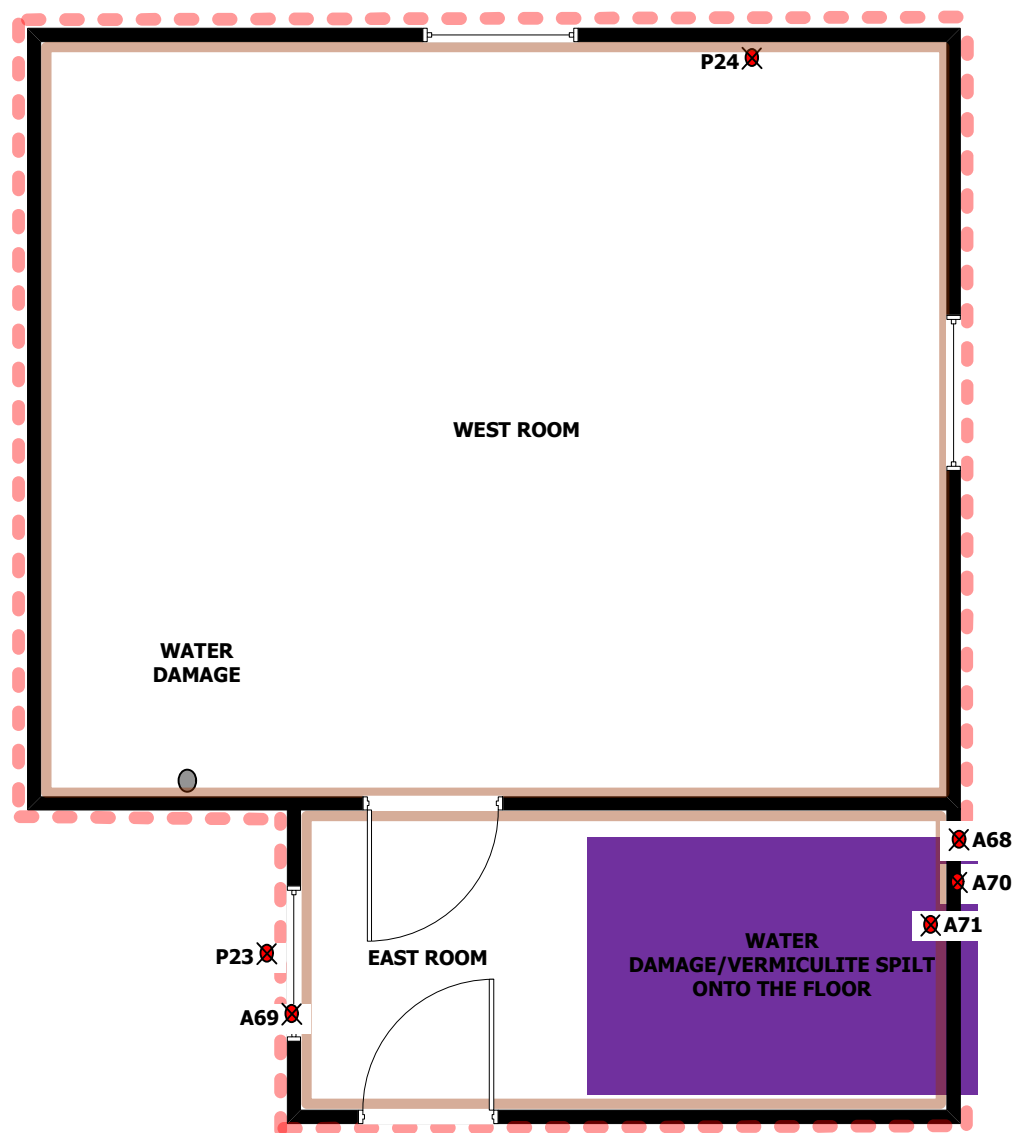 P24
WEST ROOM
WATER
DAMAGE
A68
A70
A71
WATER
DAMAGE/VERMICULITE SPILT
ONTO THE FLOOR
P23
EAST ROOM
A69